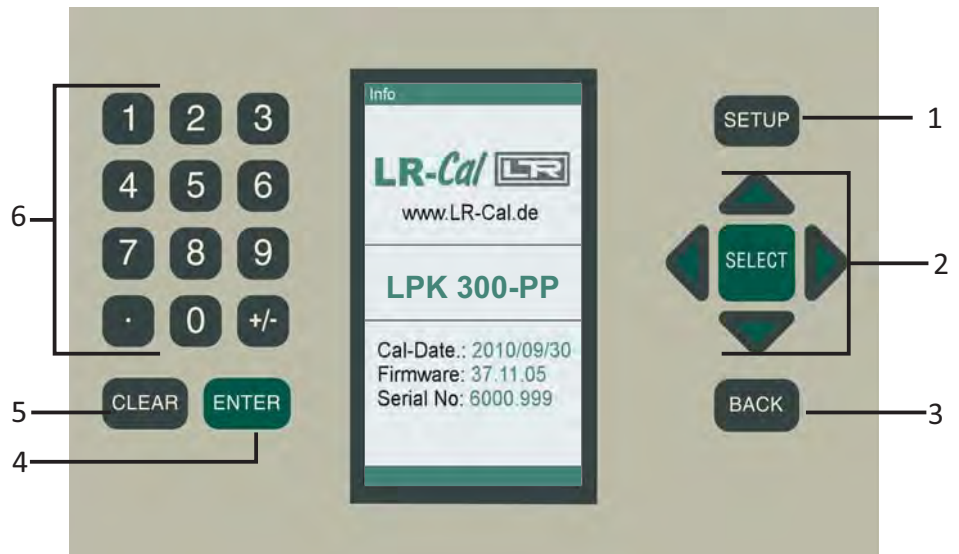 1 2 3
4 5 6
7 8 9
· 0 +/-
CLEAR ENTER
6
5
4
Info
LR-Cal LR
www.LR-Cal.de
LPK 300-PP
Cal-Date.: 2010/09/30
Firmware: 37.11.05
Serial No: 6000.999
SETUP
SELECT
BACK
1
2
3